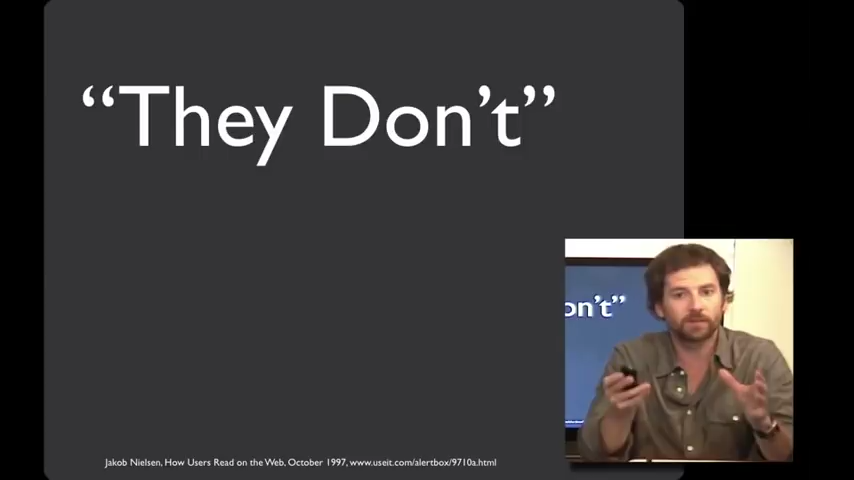 “They Don’t”
on’t”
Jakob Nielsen, How Users Read on the Web, October 1997, www.useit.com/alertbox/9710a.html